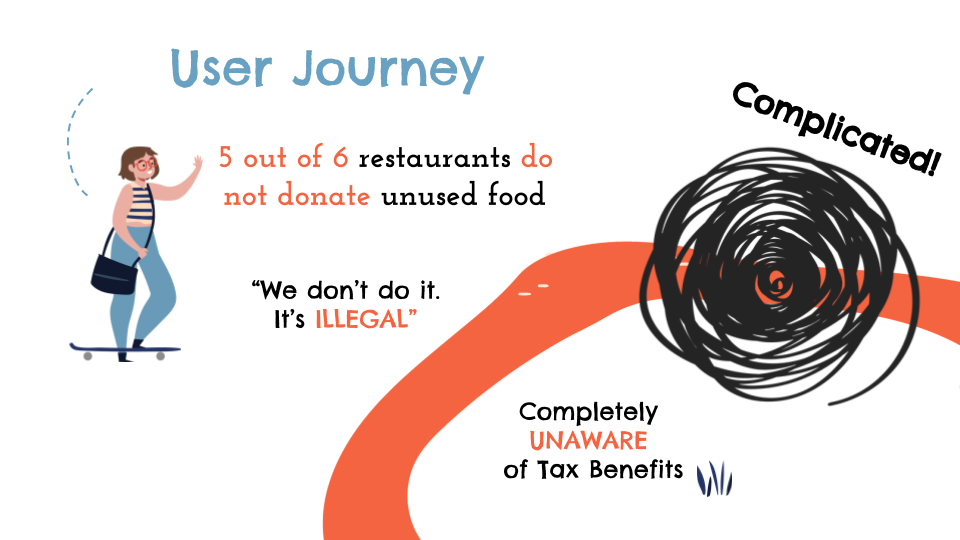 User Journey
Complicated!
5 out of 6 restaurants do
not donate unused food
“We don’t do it.
It’s ILLEGAL”
Completely
UNAWARE
of Tax Benefits